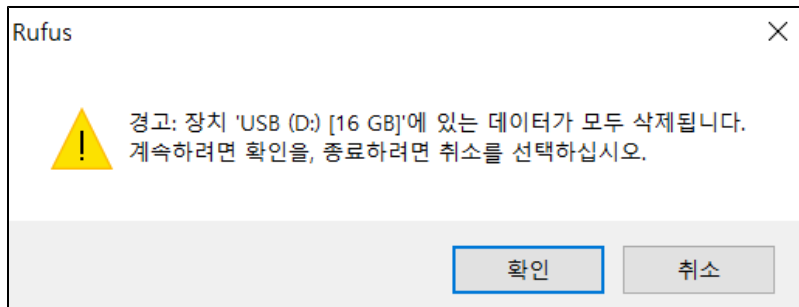 Rufus
경고: 장치 'USB (D:) [16 GB]'에 있는 데이터가 모두 삭제됩니다.
계속하려면 확인을, 종료하려면 취소를 선택하십시오.
확인
취소